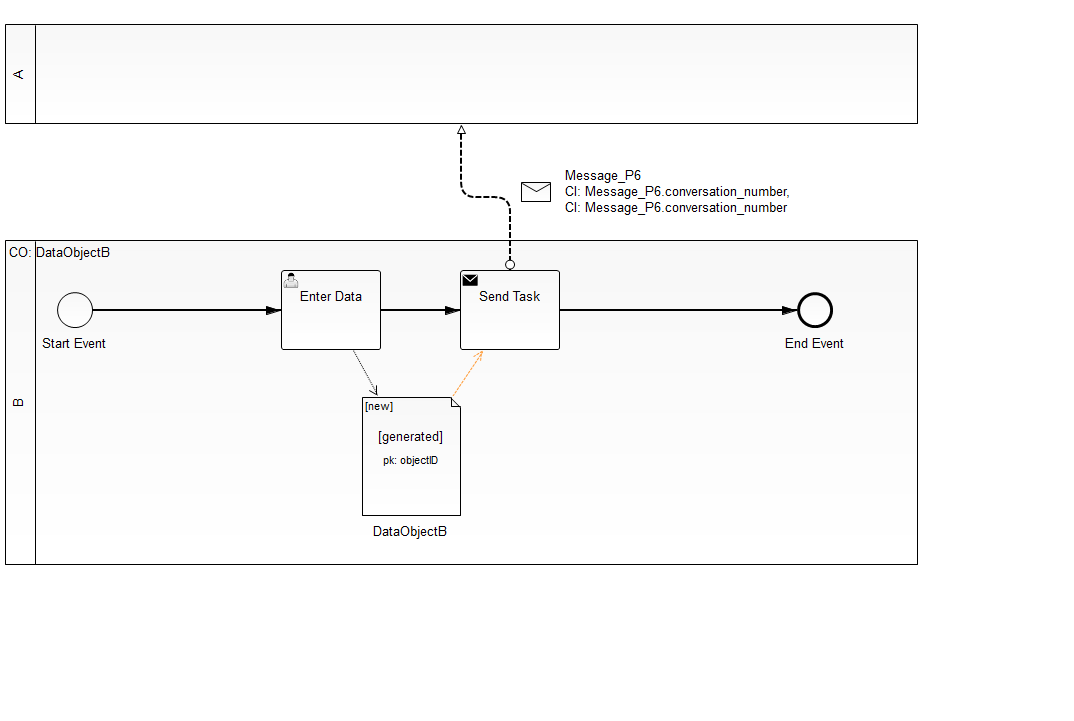 A
Message_P6
CI: Message_P6.conversation_number,
CI: Message_P6.conversation_number
CO: DataObjectB
Enter Data
Send Task
Start Event
End Event
B
[new]
[generated]
pk: objectID
DataObjectB